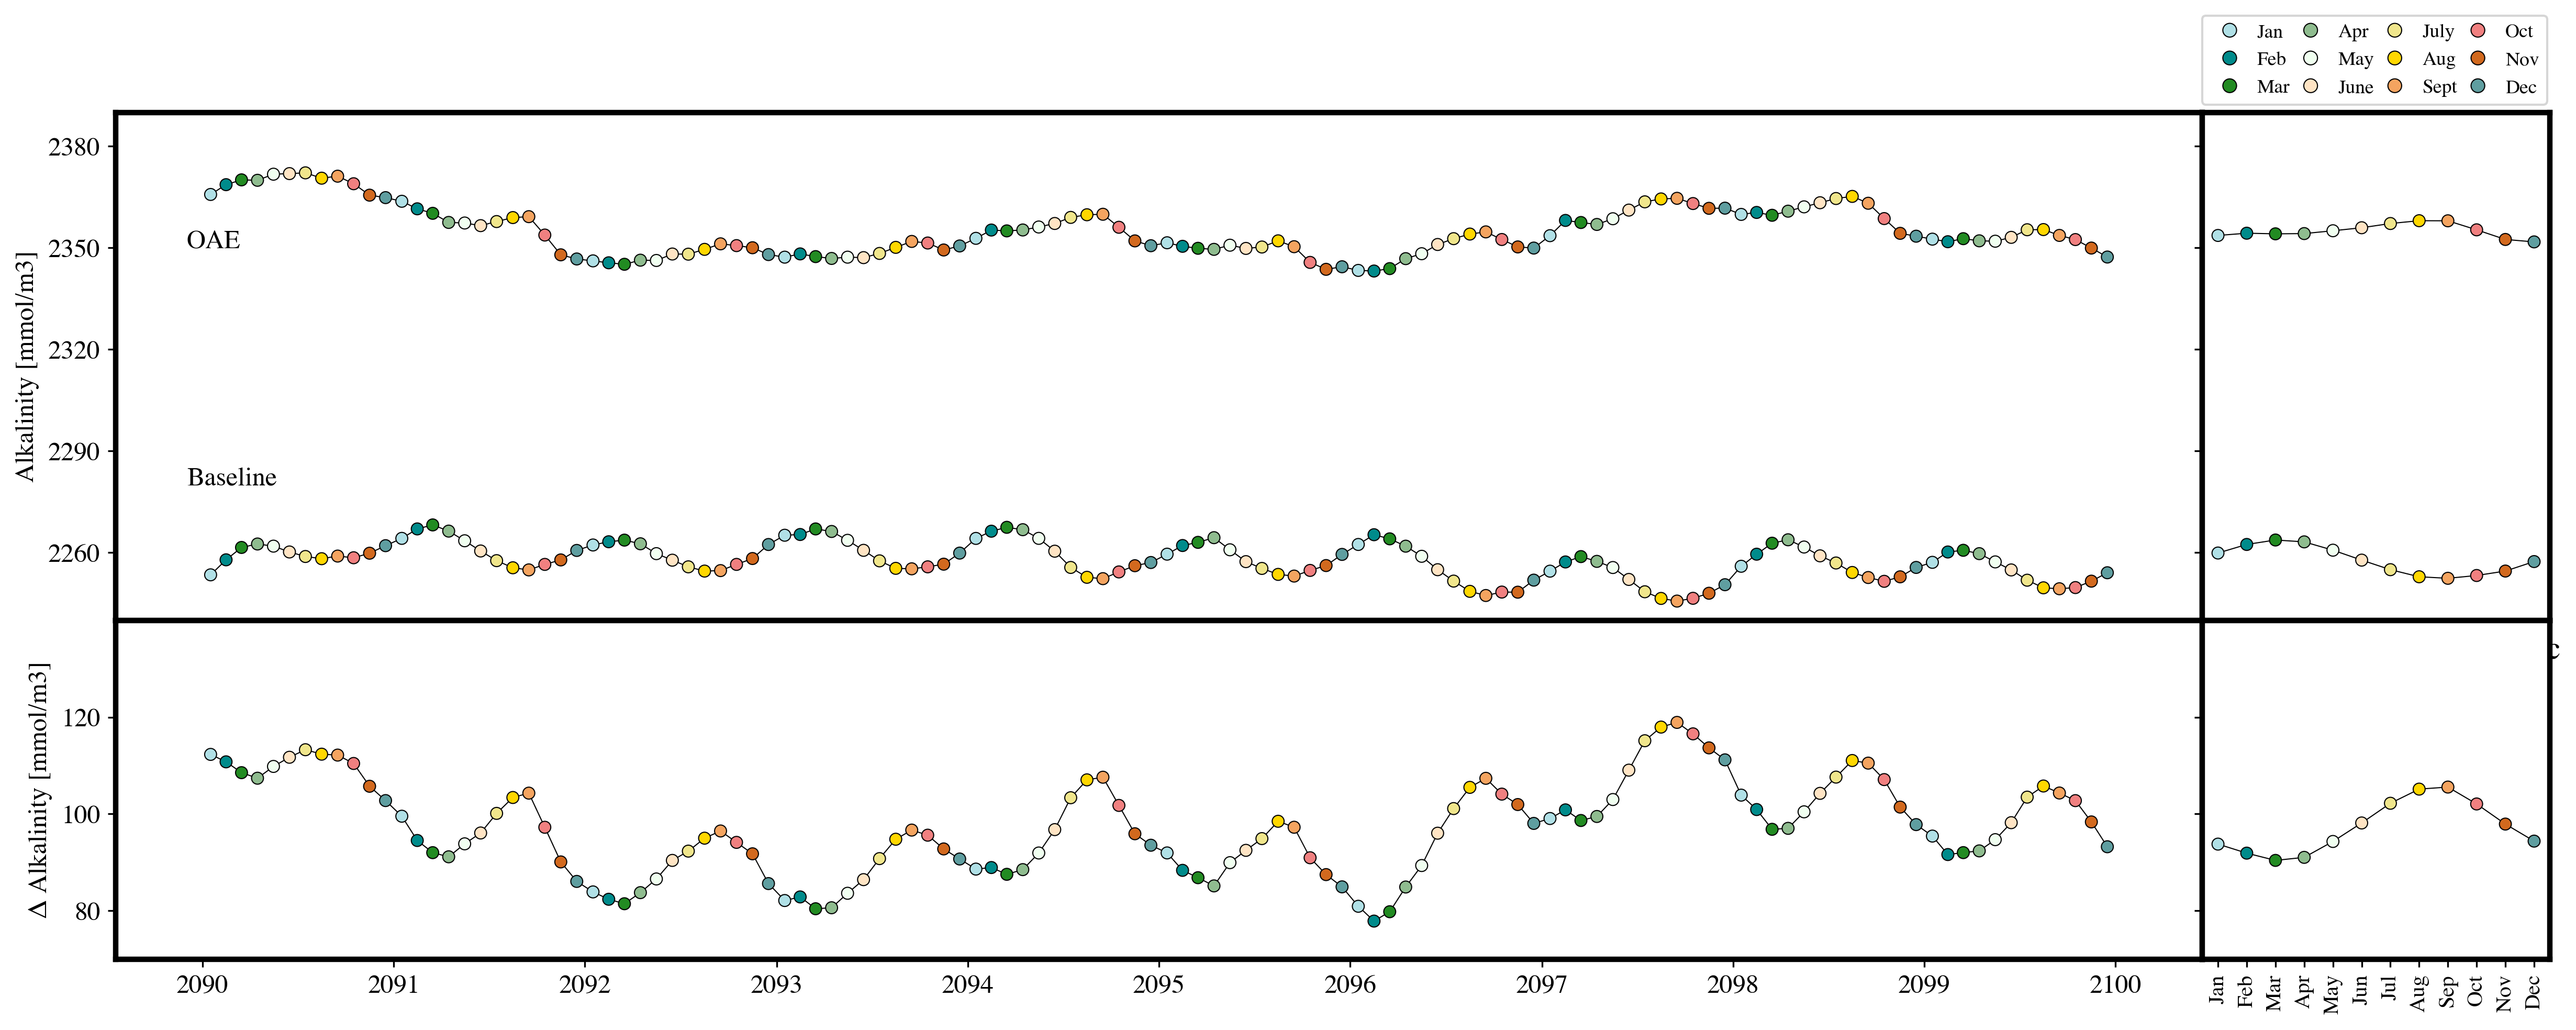 Jan Apr July Oct
Feb May Aug Nov
Mar June Sept Dec
Alkalinity [mmol/m3]
2380
2350
2320
2290
2260
OAE
Baseline
c
Δ Alkalinity [mmol/m3]
120
100
80
2090 2091 2092 2093 2094 2095 2096 2097 2098 2099 2100
Jan Feb Mar Apr May Jun Jul Aug Sep Oct Nov Dec